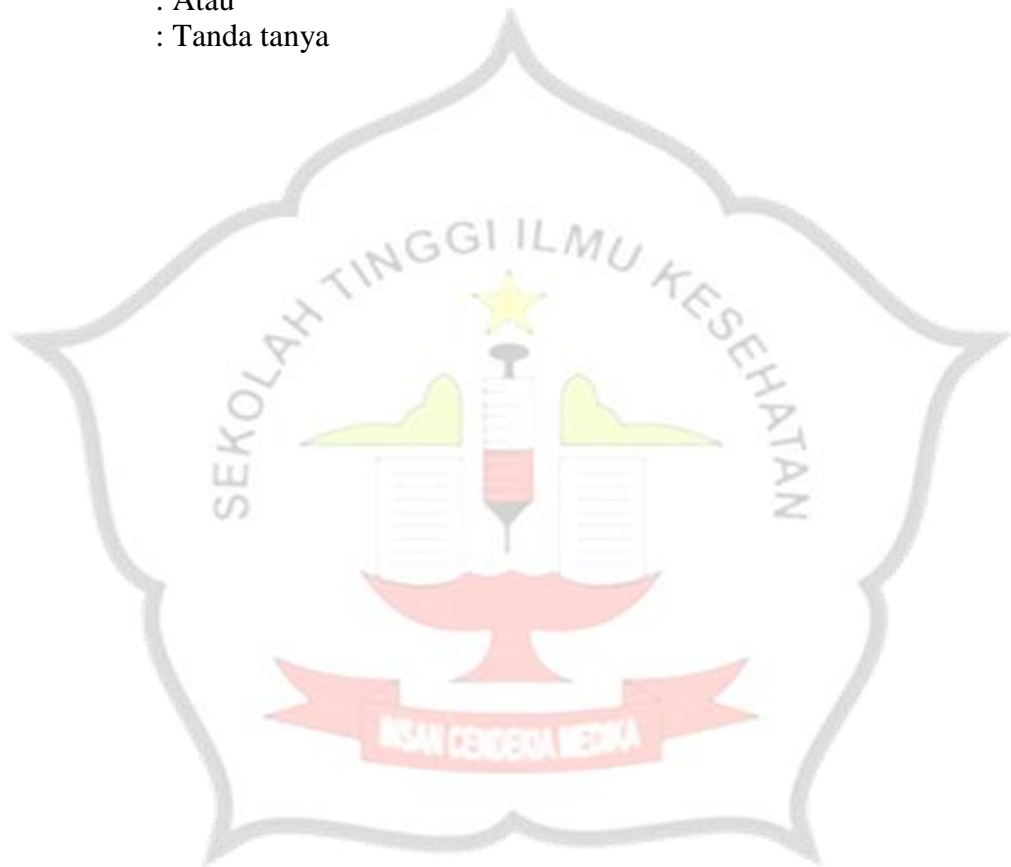 : Atau
: Tanda tanya
SEKOLAH TINGGI ILMU KESEHATAN
INSAN CENDEKIA MEDIKA